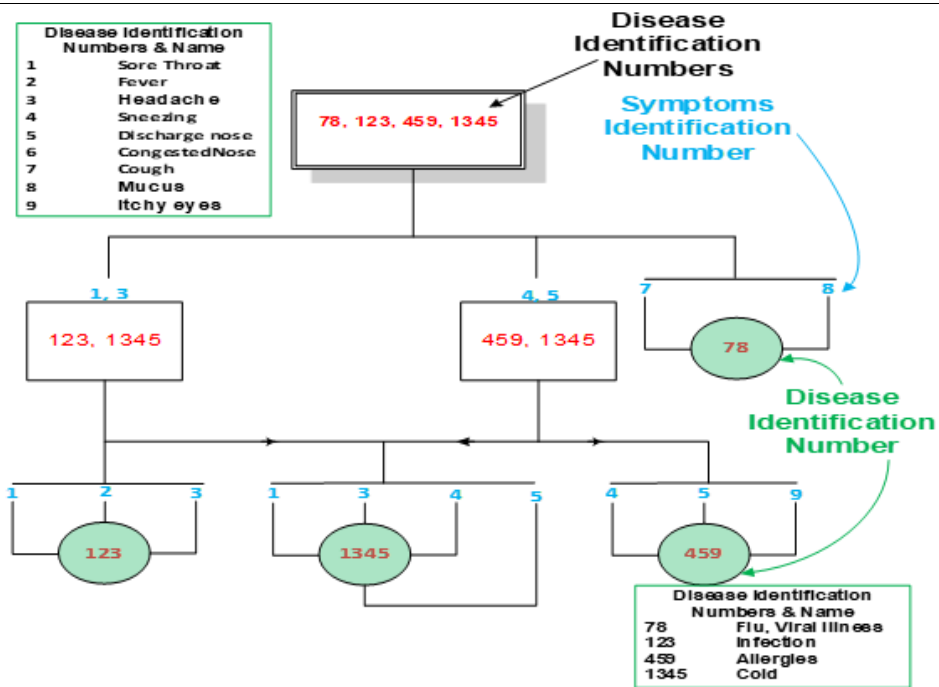 Disease Identification
Numbers & Name
1 Sore Throat
2 Fever
3 Headache
4 Sneezing
5 Discharge nose
6 CongestedNose
7 Cough
8 Mucus
9 Itchy eyes
Disease
Identification
Numbers
78, 123, 459, 1345
Symptoms
Identification
Number
1, 3
4, 5
7 8
123, 1345
459, 1345
78
Disease
Identification
Number
1 2 3
1 3 4 5
4 5 9
123
1345
459
Disease Identification
Numbers & Name
78 Flu, Viral Illness
123 Infection
459 Allergies
1345 Cold